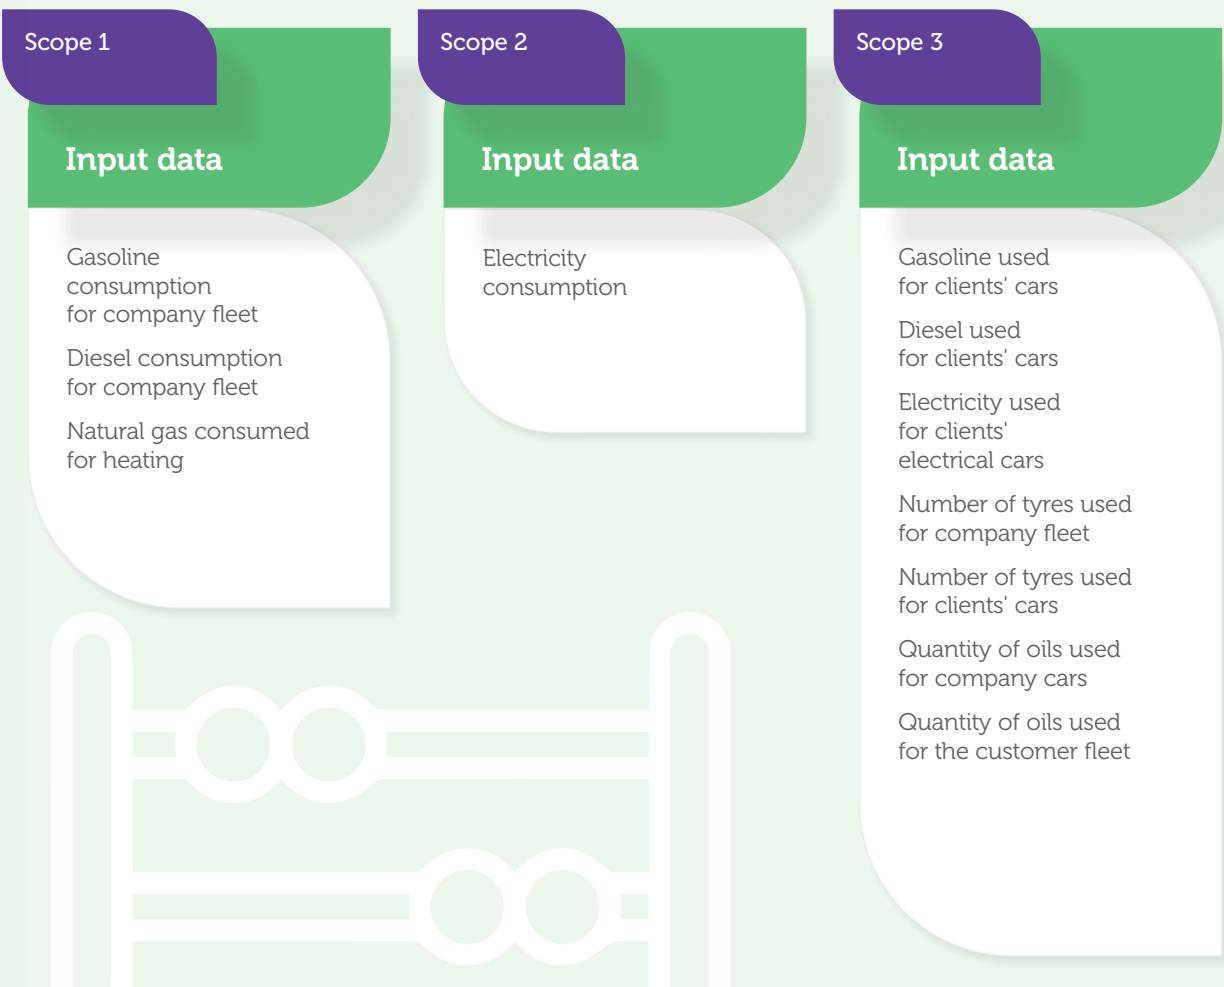 Scope 1
Input data
Gasoline
consumption
for company fleet
Diesel consumption
for company fleet
Natural gas consumed
for heating
Scope 2
Input data
Electricity
consumption
Scope 3
Input data
Gasoline used
for clients' cars
Diesel used
for clients' cars
Electricity used
for clients'
electrical cars
Number of tyres used
for company fleet
Number of tyres used
for clients' cars
Quantity of oils used
for company cars
Quantity of oils used
for the customer fleet